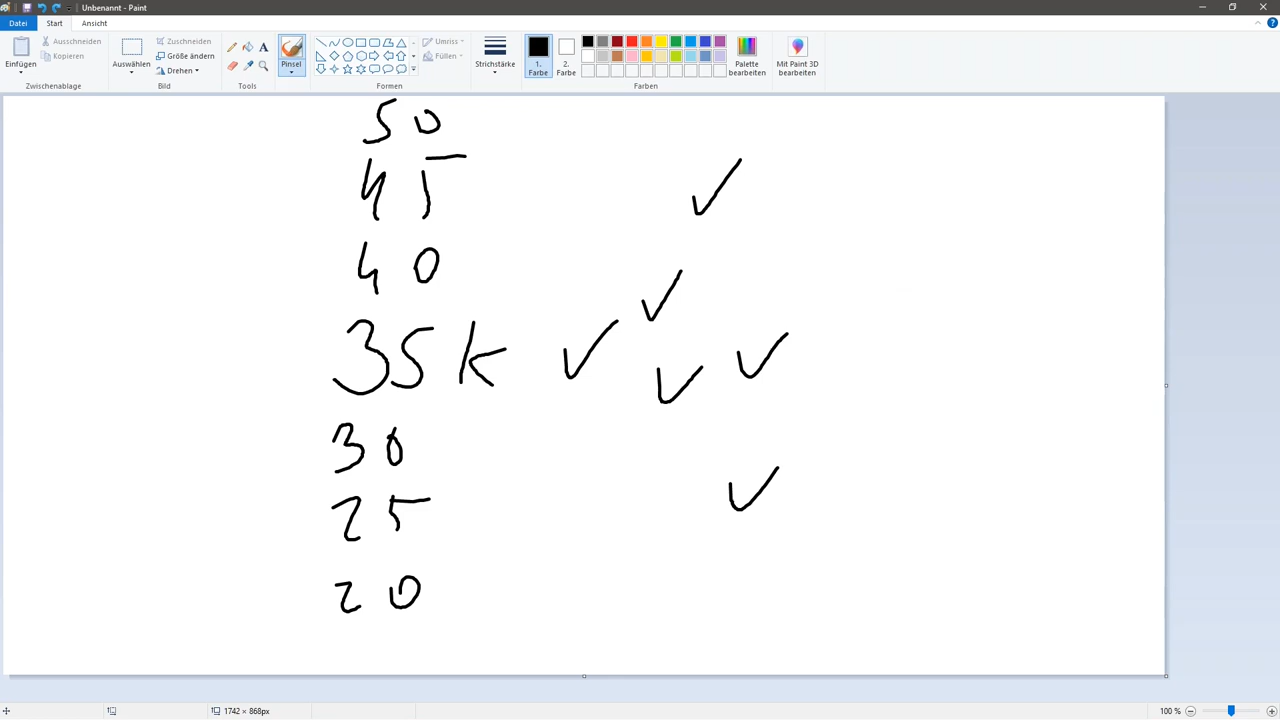 Unbenannt - Paint
Datei Start Ansicht
Einfügen
Ausschneiden
Kopieren
Zwischenablage
Auswählen
Zuschneiden
Größe ändern
Drehen
Bild
A
Tools
Pinsel
Umriss
Füllen
Formen
Strichstärke
1. Farbe
2. Farbe
Palette bearbeiten
Mit Paint 3D bearbeiten
Farben
50
45
40
35k ✓ ✓ ✓ ✓ ✓
30
25 ✓
20
1742 × 868px
100 %